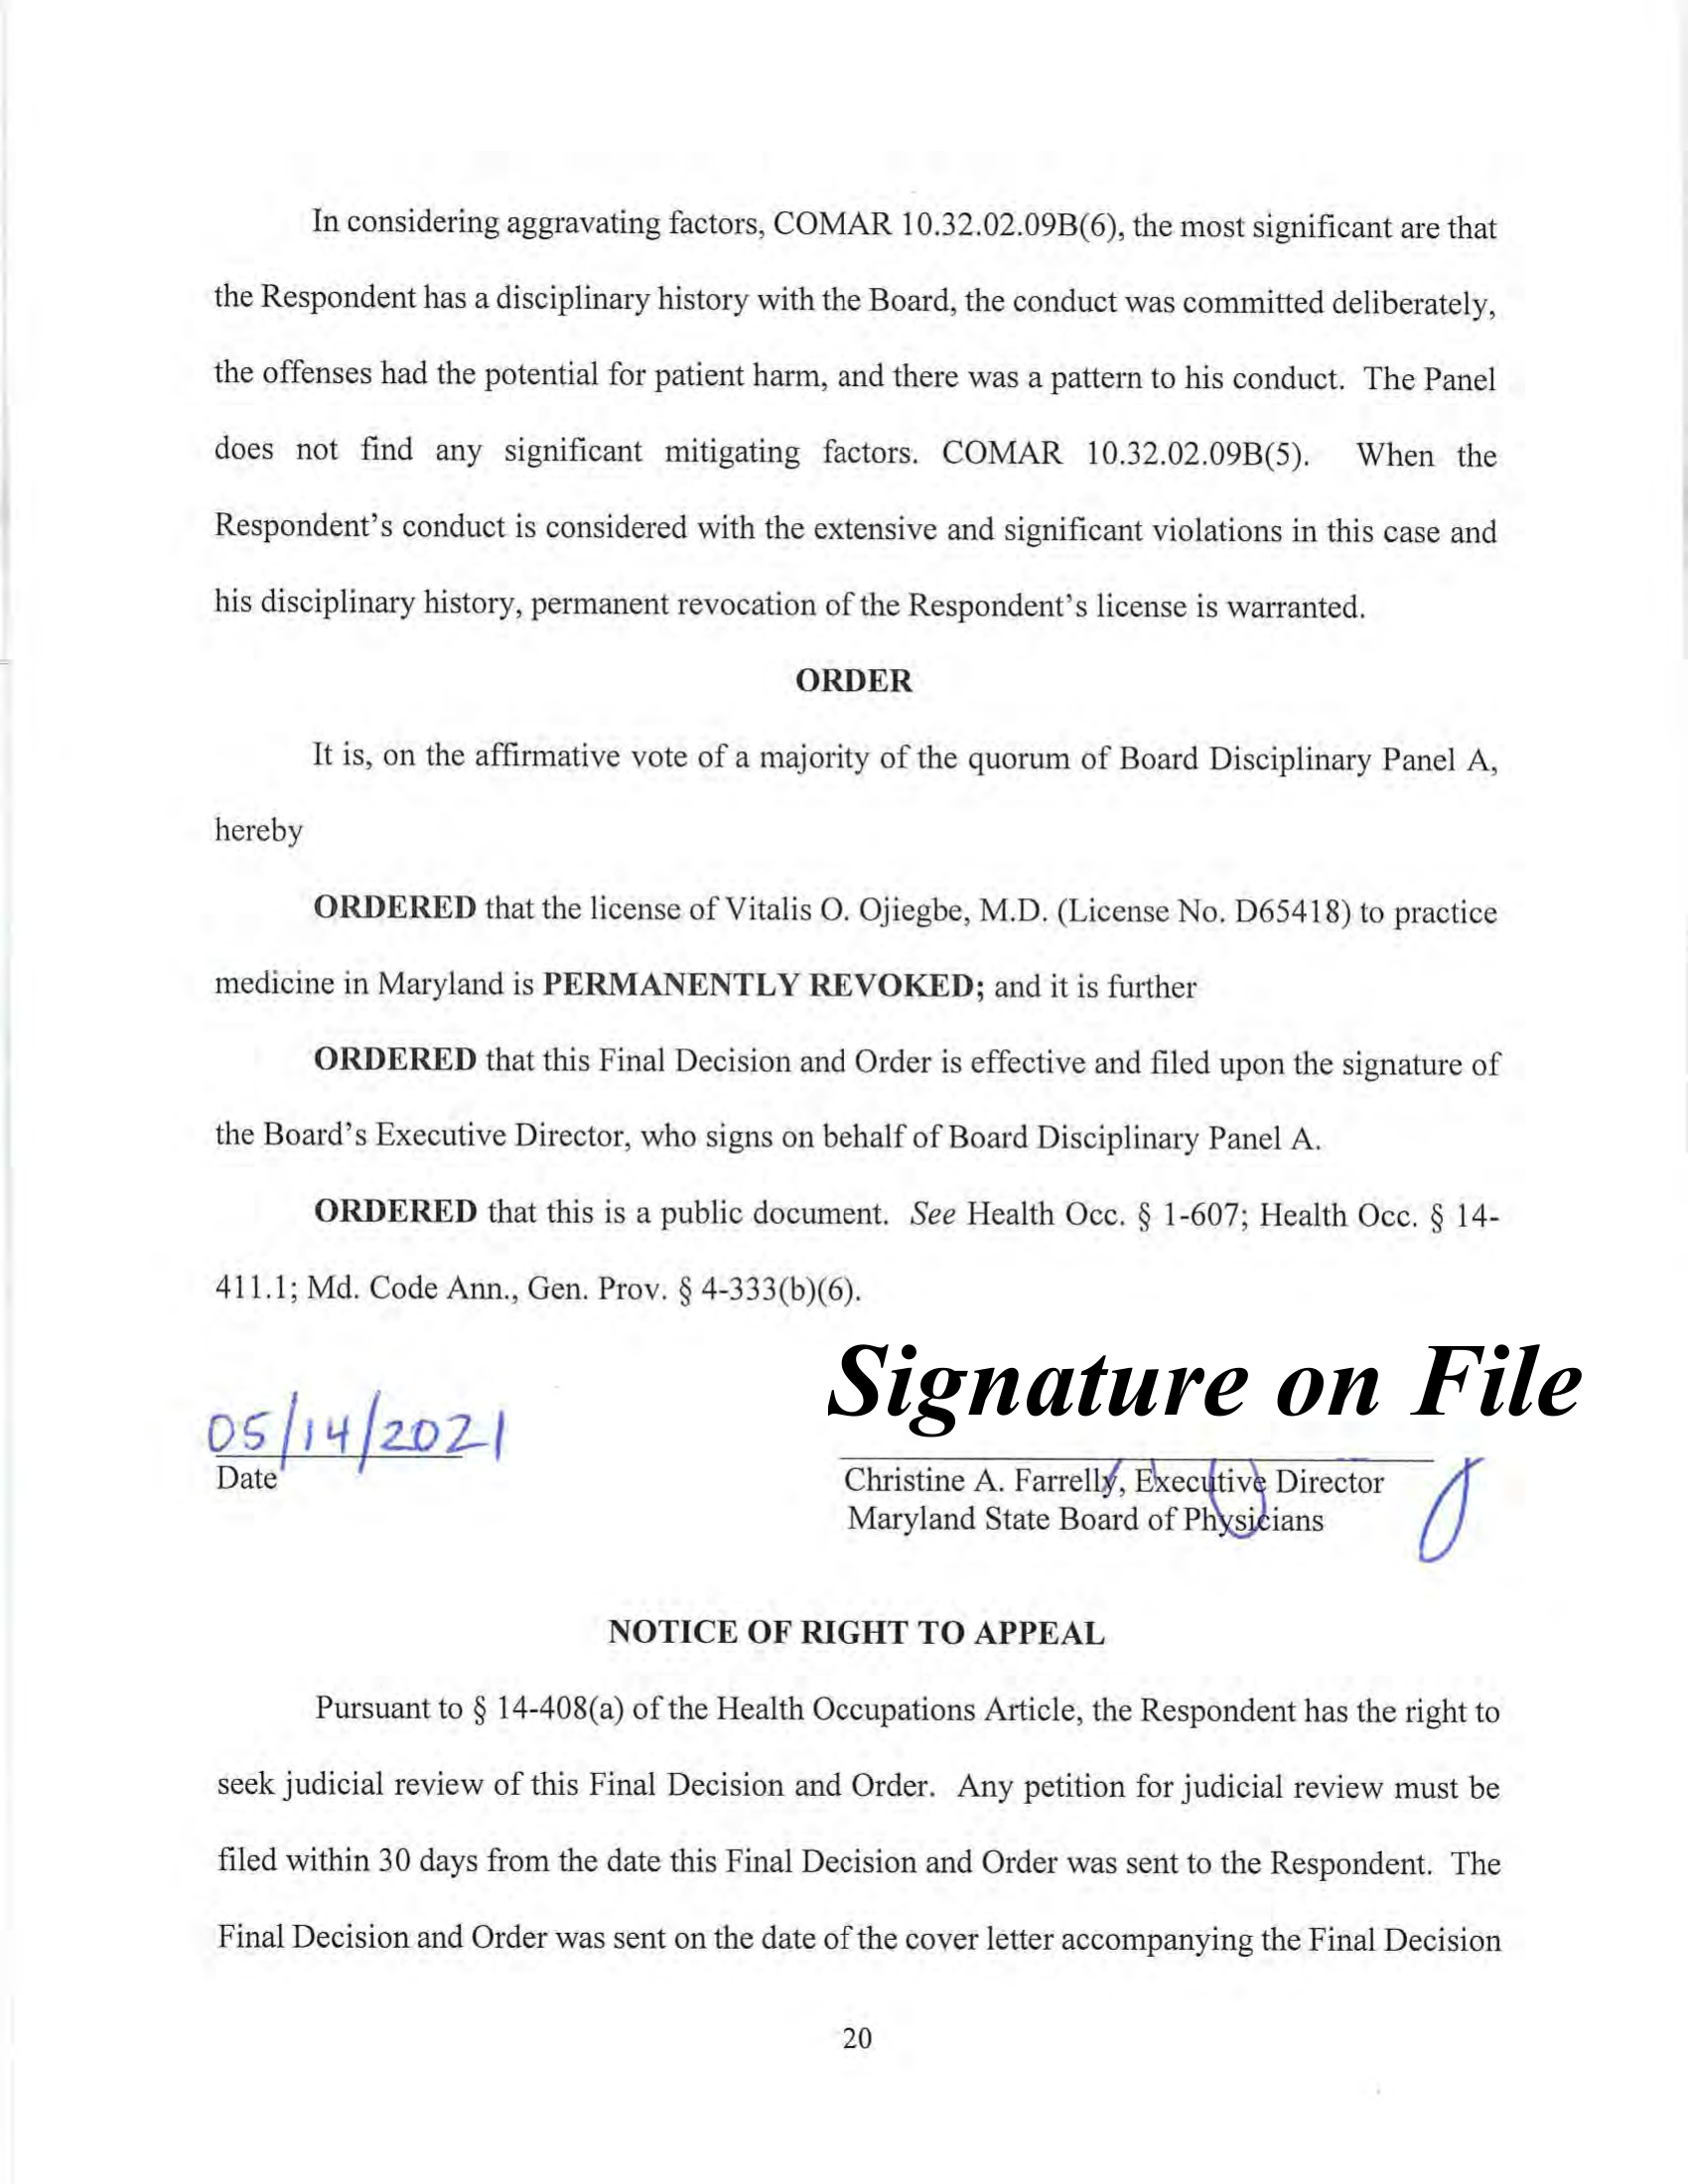 In considering aggravating factors, COMAR 10.32.02.09B(6), the most significant are that
the Respondent has a disciplinary history with the Board, the conduct was committed deliberately,
the offenses had the potential for patient harm, and there was a pattern to his conduct. The Panel
does not find any significant mitigating factors. COMAR 10.32.02.09B(5). When the
Respondent's conduct is considered with the extensive and significant violations in this case and
his disciplinary history, permanent revocation of the Respondent's license is warranted.
ORDER
It is, on the affirmative vote of a majority of the quorum of Board Disciplinary Panel A,
hereby
ORDERED that the license of Vitalis O. Ojiegbe, M.D. (License No. D65418) to practice
medicine in Maryland is PERMANENTLY REVOKED; and it is further
ORDERED that this Final Decision and Order is effective and filed upon the signature of
the Board's Executive Director, who signs on behalf of Board Disciplinary Panel A.
ORDERED that this is a public document. See Health Occ. § 1-607; Health Occ. § 14-
411.1; Md. Code Ann., Gen. Prov. § 4-333(b)(6).
Signature on File
05/14/2021
Date
Christine A. Farrelly, Executive Director
Maryland State Board of Physicians
NOTICE OF RIGHT TO APPEAL
Pursuant to § 14-408(a) of the Health Occupations Article, the Respondent has the right to
seek judicial review of this Final Decision and Order. Any petition for judicial review must be
filed within 30 days from the date this Final Decision and Order was sent to the Respondent. The
Final Decision and Order was sent on the date of the cover letter accompanying the Final Decision
20